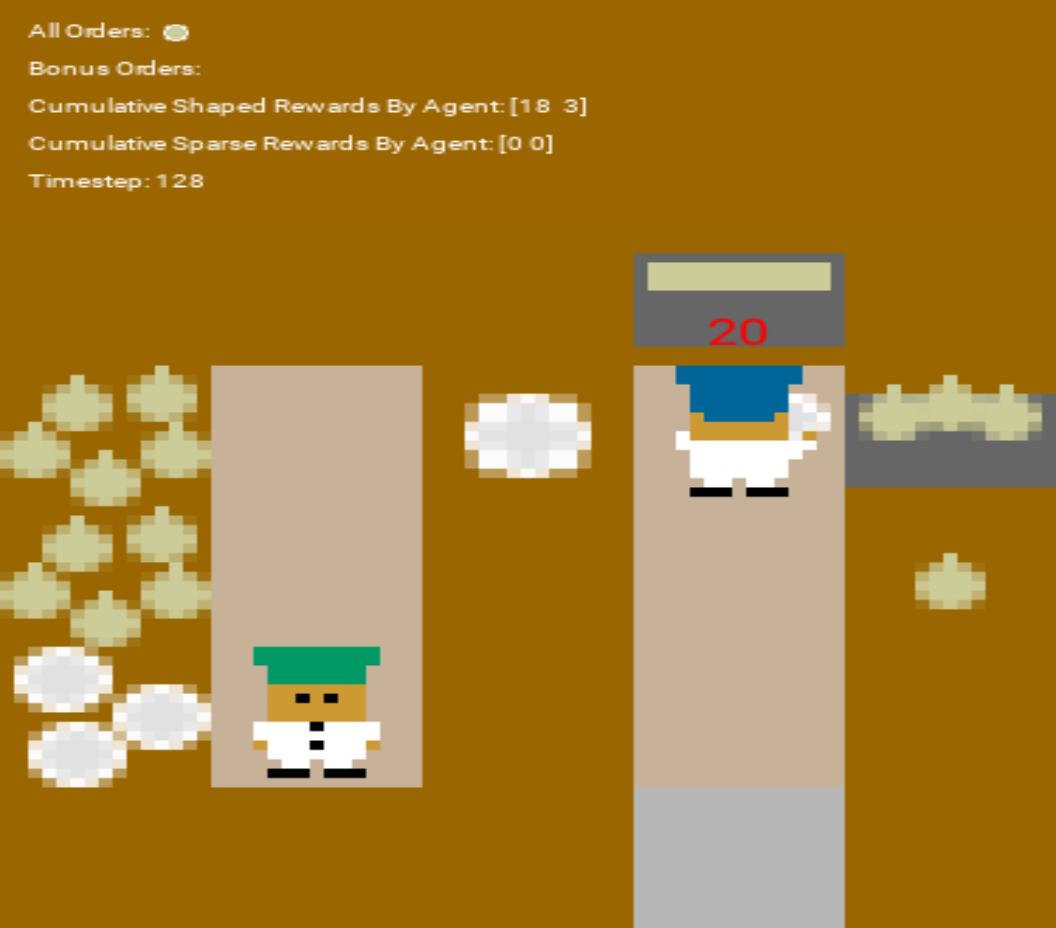 All Orders:
Bonus Orders:
Cumulative Shaped Rewards By Agent: [18 3]
Cumulative Sparse Rewards By Agent: [0 0]
Timestep: 128
20